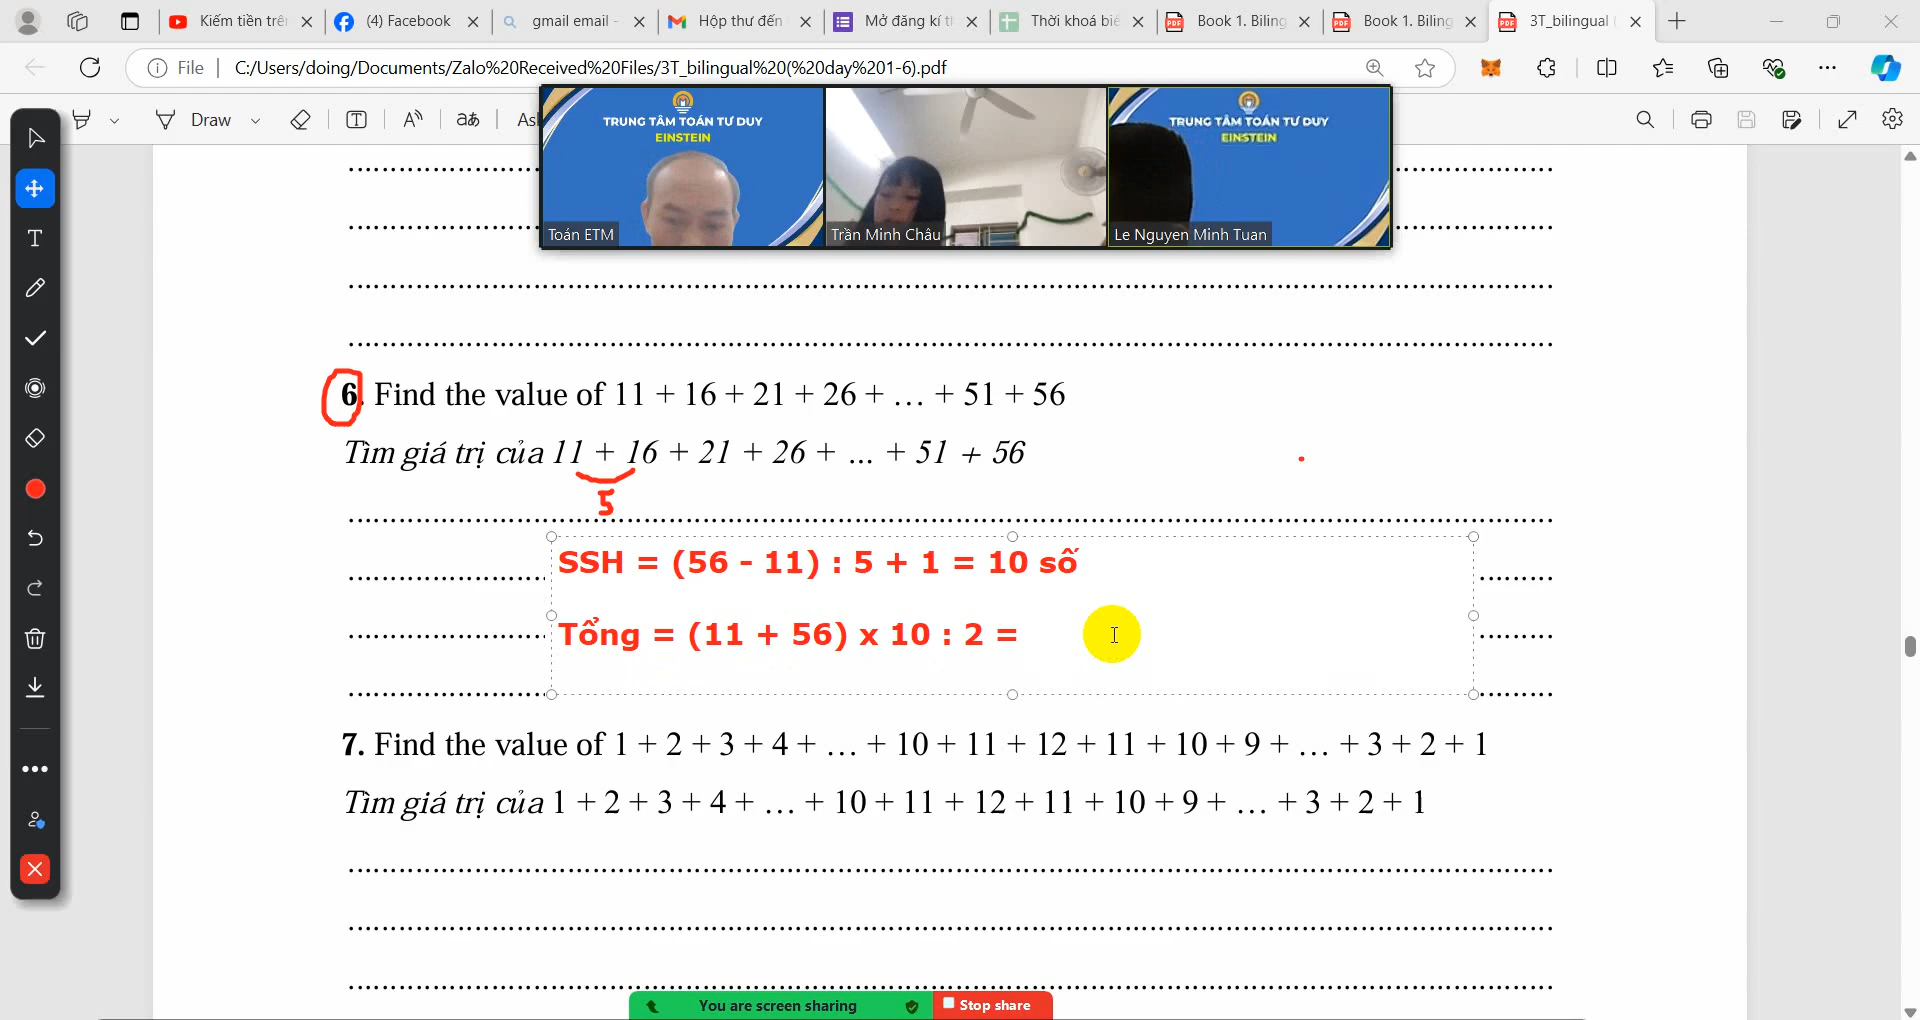 Kiếm tiền trê
(4) Facebook
gmail email -
Hộp thư đến
Mở đăng kí t
Thời khoá biể
Book 1. Biling
Book 1. Biling
3T_bilingual (
File
C:/Users/doing/Documents/Zalo%20Received%20Files/3T_bilingual%20(%20day%201-6).pdf
Draw
aあ
As
TRUNG TÂM TOÁN TƯ DUY
EINSTEIN
Toán ETM
Trần Minh Châu
TRUNG TÂM TOÁN TƯ DUY
EINSTEIN
Le Nguyen Minh Tuan
6. Find the value of 11 + 16 + 21 + 26 + … + 51 + 56
Tìm giá trị của 11 + 16 + 21 + 26 + ... + 51 + 56
5
SSH = (56 - 11) : 5 + 1 = 10 số
Tổng = (11 + 56) x 10 : 2 =
7. Find the value of 1 + 2 + 3 + 4 + … + 10 + 11 + 12 + 11 + 10 + 9 + … + 3 + 2 + 1
Tìm giá trị của 1 + 2 + 3 + 4 + … + 10 + 11 + 12 + 11 + 10 + 9 + … + 3 + 2 + 1
You are screen sharing
Stop share